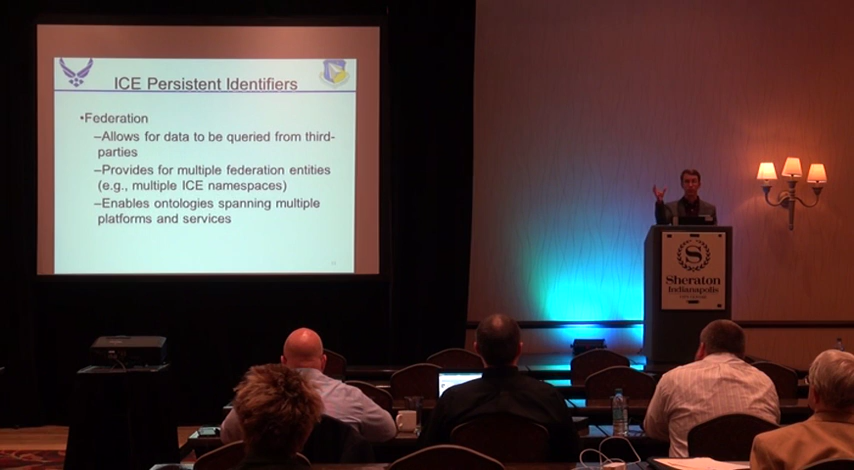 ICE Persistent Identifiers
•Federation
–Allows for data to be queried from third-
parties
–Provides for multiple federation entities
(e.g., multiple ICE namespaces)
–Enables ontologies spanning multiple
platforms and services
S
Sheraton
Indianapolis